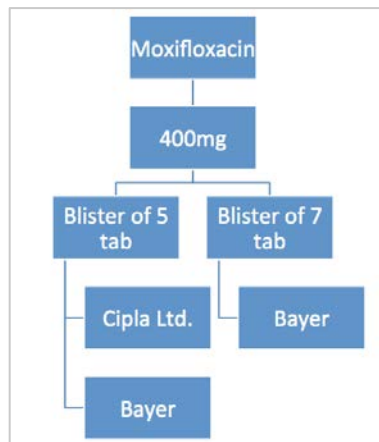 Moxifloxacin
400mg
Blister of 5
tab
Blister of 7
tab
Cipla Ltd.
Bayer
Bayer